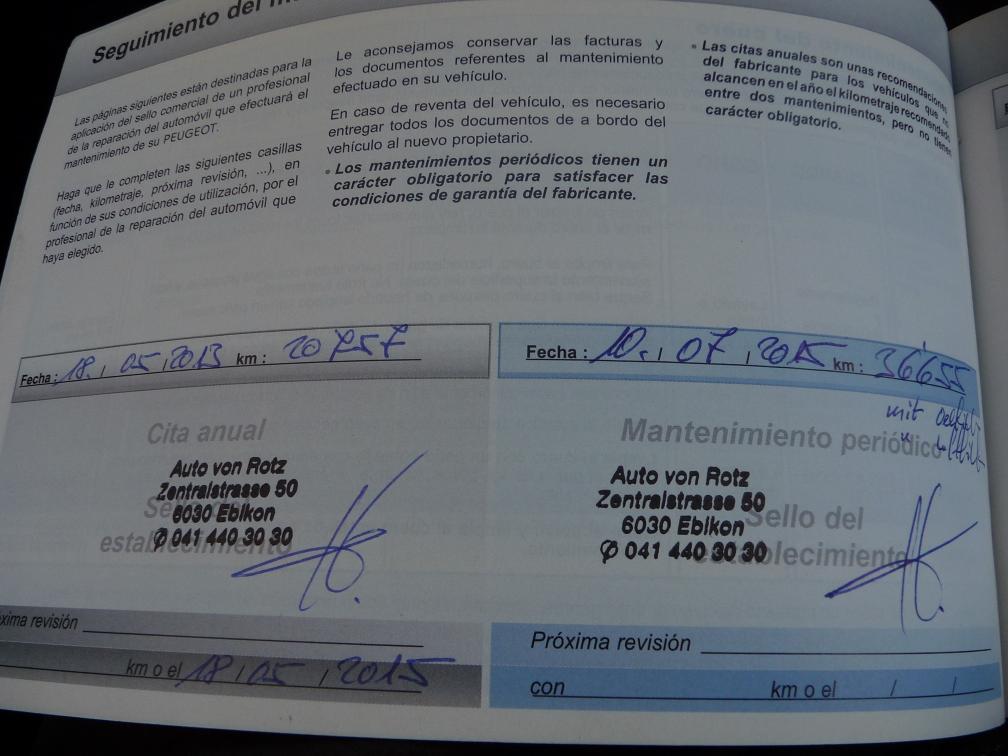 Seguimiento del
Las páginas siguientes están destinadas para la
aplicación del sello comercial de un profesional
de la reparación del automóvil que efectuará el
mantenimiento de su PEUGEOT.
Haga que le completen las siguientes casillas
(fecha, kilometraje, próxima revisión, ...), en
función de sus condiciones de utilización, por el
profesional de la reparación del automóvil que
haya elegido.
Le aconsejamos conservar las facturas y
los documentos referentes al mantenimiento
efectuado en su vehículo.
En caso de reventa del vehículo, es necesario
entregar todos los documentos de a bordo del
vehículo al nuevo propietario.
• Los mantenimientos periódicos tienen un
carácter obligatorio para satisfacer las
condiciones de garantía del fabricante.
• Las citas anuales son unas recomendaciones
del fabricante para los vehículos que no
alcancen en el año el kilometraje recomendado
entre dos mantenimientos, pero no tienen
carácter obligatorio.
Fecha : 18. / 05 / 2013 km : 20757
Cita anual
Auto von Rotz
Zentralstrasse 50
Sello del
6030 Ebikon
establecimiento
✆ 041 440 30 30
xima revisión
km o el 18 / 05 / 2015
Fecha : 10. / 07 / 2015 km : 36655
mit
Mantenimiento periódico
Auto von Rotz
Zentralstrasse 50
Sello del
6030 Ebikon
establecimiento
✆ 041 440 30 30
Próxima revisión
con km o el / /